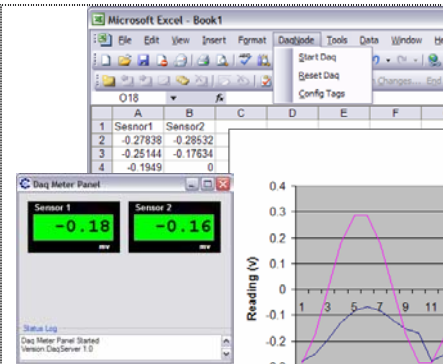 Microsoft Excel - Book1
File Edit View Insert Format DaqNode Tools Data Window
Start Daq
Reset Daq
Config Tags
Changes...
O18 fx
A B C D E F
1 Sesnor1 Sensor2
2 -0.27838 -0.28532
3 -0.25144 -0.17634
4 -0.1949 0
Daq Meter Panel
Sensor 1 Sensor 2
-0.18 -0.16
mv mv
Status Log
Daq Meter Panel Started
Version:DaqServer 1.0
Reading (V)
0.4
0.3
0.2
0.1
0
-0.1
-0.2
1 3 5 7 9 11